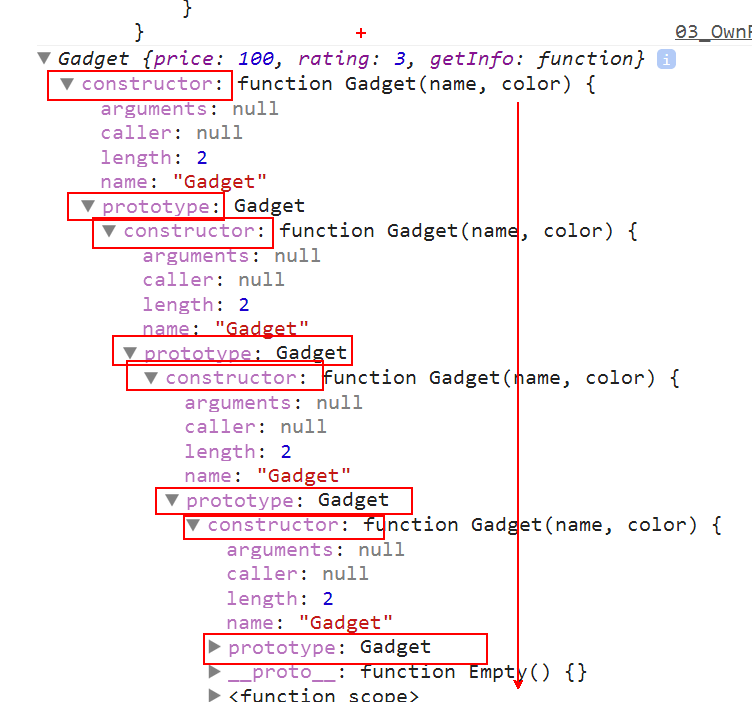 }
}
03_OwnF
▼ Gadget {price: 100, rating: 3, getInfo: function} i
▼ constructor: function Gadget(name, color) {
arguments: null
caller: null
length: 2
name: "Gadget"
▼ prototype: Gadget
▼ constructor: function Gadget(name, color) {
arguments: null
caller: null
length: 2
name: "Gadget"
▼ prototype: Gadget
▼ constructor: function Gadget(name, color) {
arguments: null
caller: null
length: 2
name: "Gadget"
▼ prototype: Gadget
▼ constructor: function Gadget(name, color) {
arguments: null
caller: null
length: 2
name: "Gadget"
▶ prototype: Gadget
▶ __proto__: function Empty() {}
▶ <function scope>